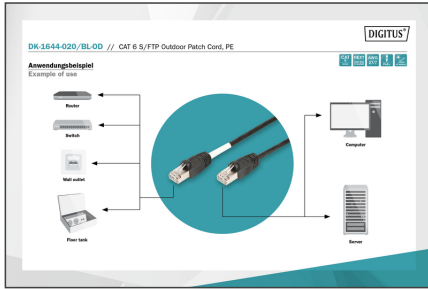 DIGITUS®
DK-1644-020/BL-OD // CAT 6 S/FTP Outdoor Patch Cord, PE
Anwendungsbeispiel
Example of use
Router
Switch
Wall outlet
Floor tank
Computer
Server